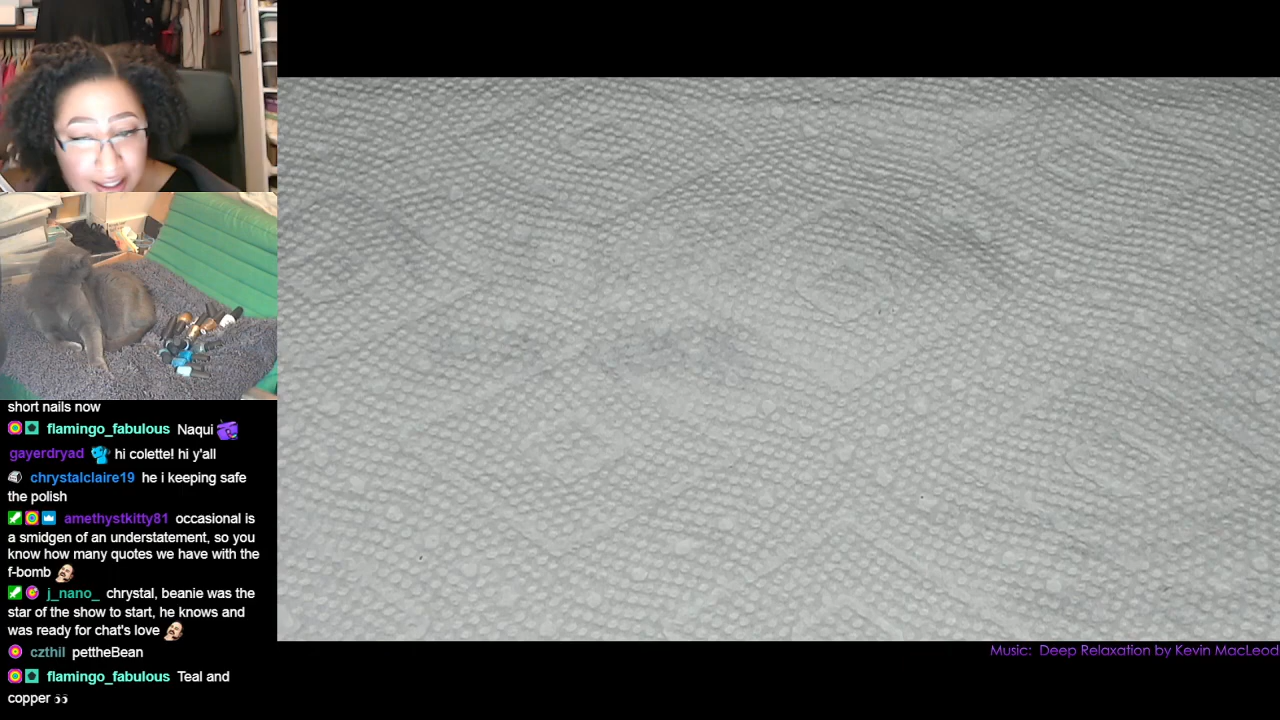 short nails now
flamingo_fabulous Naqui
gayerdryad hi colette! hi y'all
chrystalclaire19 he i keeping safe
the polish
amethystkitty81 occasional is
a smidgen of an understatement, so you
know how many quotes we have with the
f-bomb
j_nano_ chrystal, beanie was the
star of the show to start, he knows and
was ready for chat's love
czthil pettheBean
flamingo_fabulous Teal and
copper 👀
Music: Deep Relaxation by Kevin MacLeod